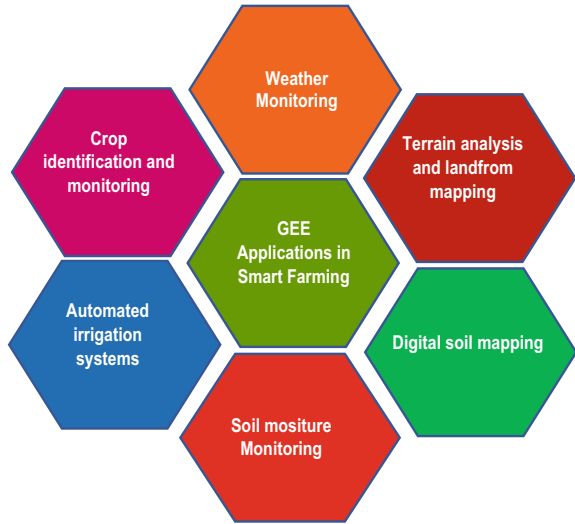 Weather
Monitoring
Crop
identification and
monitoring
Terrain analysis
and landfrom
mapping
GEE
Applications in
Smart Farming
Automated
irrigation
systems
Digital soil mapping
Soil mositure
Monitoring